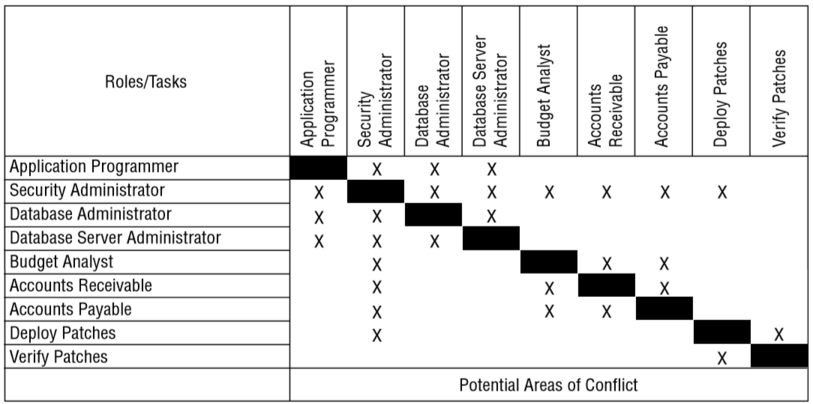 Roles/Tasks
Application
Programmer
Security
Administrator
Database
Administrator
Database Server
Administrator
Budget Analyst
Accounts
Receivable
Accounts Payable
Deploy Patches
Verify Patches
Application Programmer X X X
Security Administrator X X X X X X X
Database Administrator X X X
Database Server Administrator X X X
Budget Analyst X X X
Accounts Receivable X X X
Accounts Payable X X X
Deploy Patches X X
Verify Patches X
Potential Areas of Conflict